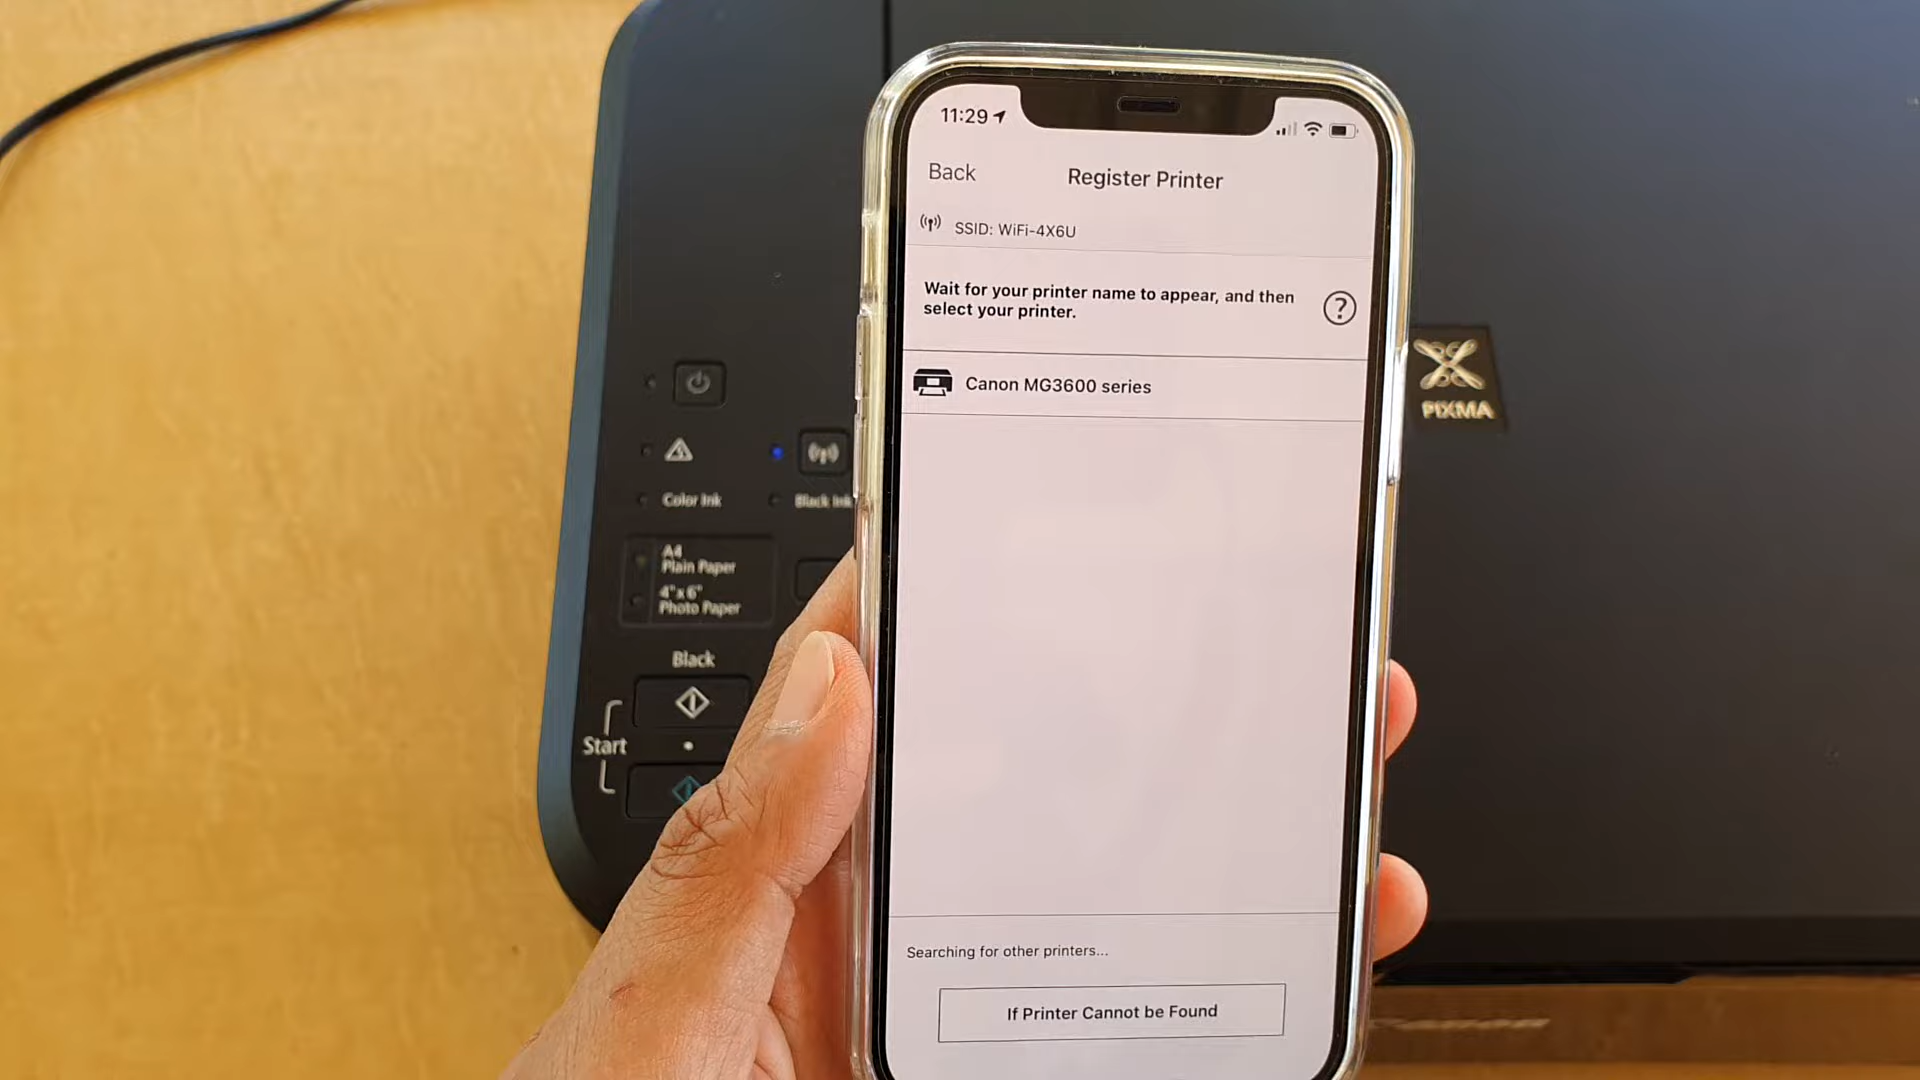 11:29
Back
Register Printer
SSID: WiFi-4X6U
Wait for your printer name to appear, and then
select your printer.
?
Canon MG3600 series
Searching for other printers...
If Printer Cannot be Found
PIXMA
Color Ink
Black Ink
A4
Plain Paper
4"x6"
Photo Paper
Black
Start
Canon